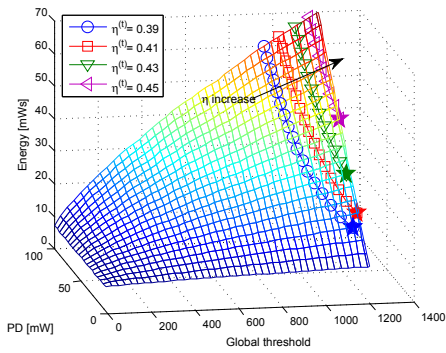 η(t)= 0.39
η(t)= 0.41
η(t)= 0.43
η(t)= 0.45
η increase
Energy [mWs]
70
60
50
40
30
20
10
0
100
50
0
PD [mW]
0
200
400
600
800
1000
1200
1400
Global threshold